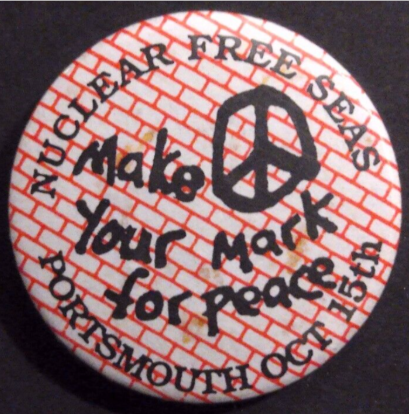 NUCLEAR FREE SEAS
Make
your Mark
for peace
PORTSMOUTH OCT 15th